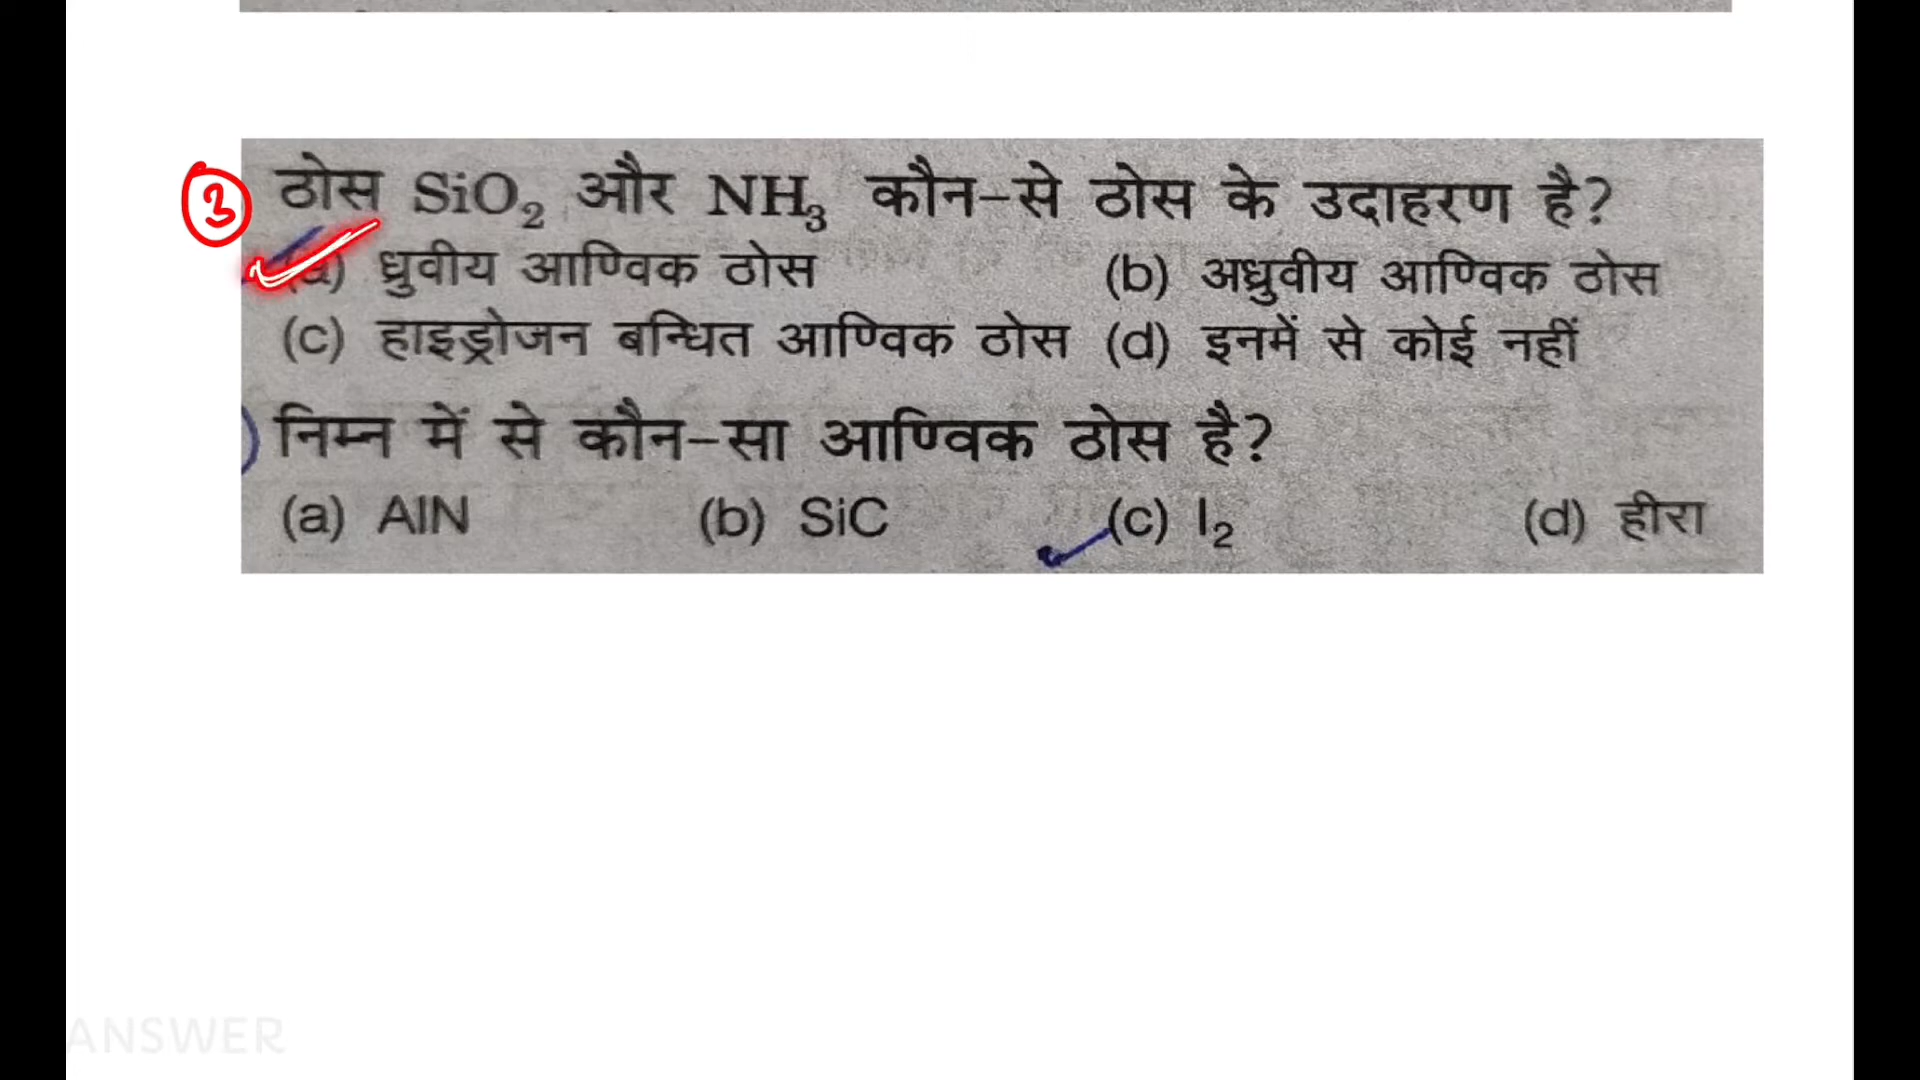 ③ ठोस SiO₂ और NH₃ कौन-से ठोस के उदाहरण है?
(a) ध्रुवीय आण्विक ठोस (b) अध्रुवीय आण्विक ठोस
(c) हाइड्रोजन बन्धित आण्विक ठोस (d) इनमें से कोई नहीं
निम्न में से कौन-सा आण्विक ठोस है?
(a) AlN (b) SiC (c) I₂ (d) हीरा
ANSWER